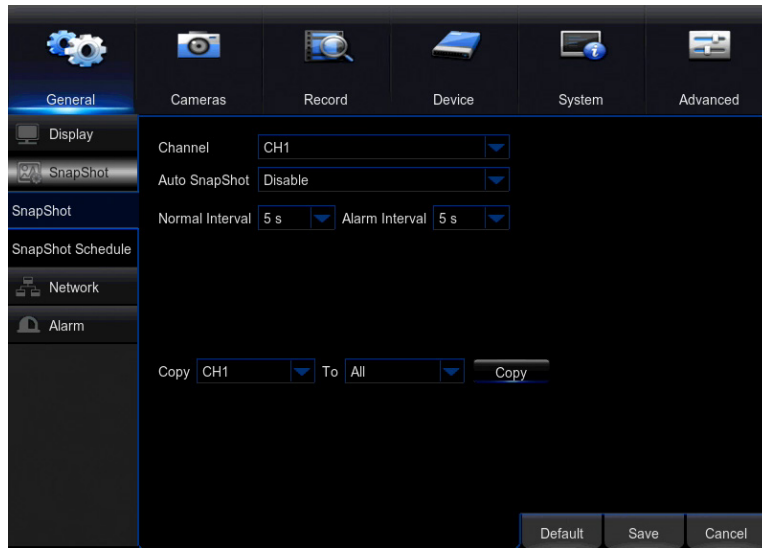 General Cameras Record Device System Advanced
Display
SnapShot
SnapShot
SnapShot Schedule
Network
Alarm
Channel CH1
Auto SnapShot Disable
Normal Interval 5 s Alarm Interval 5 s
Copy CH1 To All Copy
Default Save Cancel